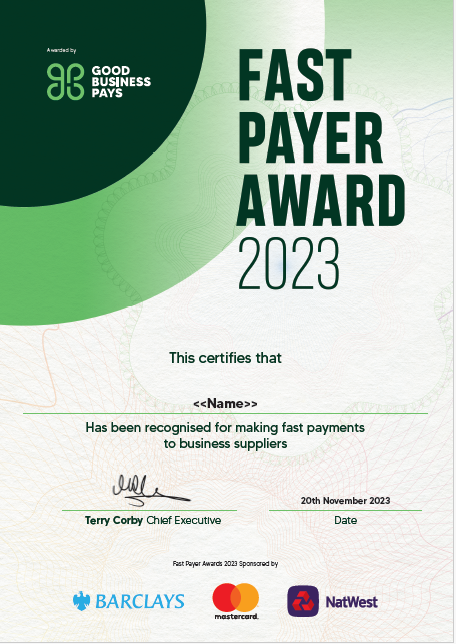 Awarded by
GOOD
BUSINESS
PAYS
FAST
PAYER
AWARD
2023
This certifies that
<<Name>>
Has been recognised for making fast payments
to business suppliers
20th November 2023
Terry Corby Chief Executive
Date
Fast Payer Awards 2023 Sponsored by
BARCLAYS
mastercard.
NatWest